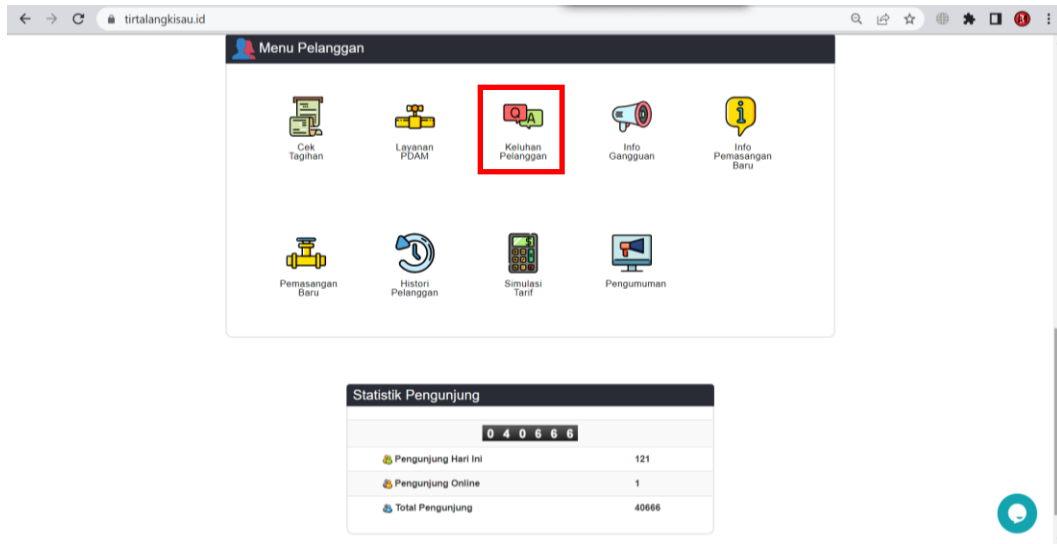 tirtalangkisau.id
Menu Pelanggan
Q A
Cek
Tagihan
Layanan
PDAM
Keluhan
Pelanggan
Info
Gangguan
Info
Pemasangan
Baru
Pemasangan
Baru
Histori
Pelanggan
Simulasi
Tarif
Pengumuman
Statistik Pengunjung
0 4 0 6 6 6
Pengunjung Hari Ini 121
Pengunjung Online 1
Total Pengunjung 40666